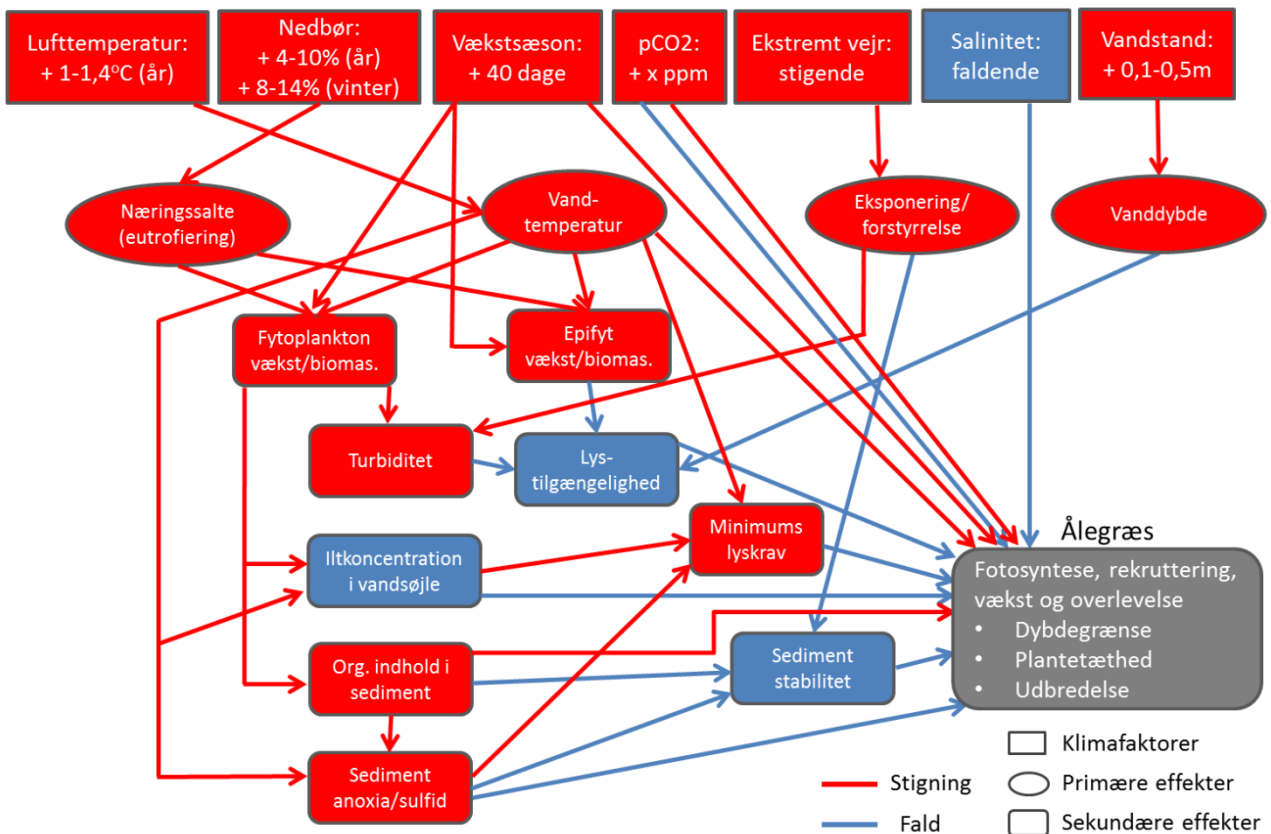 Lufttemperatur:
+ 1-1,4°C (år)
Nedbør:
+ 4-10% (år)
+ 8-14% (vinter)
Vækstsæson:
+ 40 dage
pCO2:
+ x ppm
Ekstremt vejr:
stigende
Salinitet:
faldende
Vandstand:
+ 0,1-0,5m
Næringssalte
(eutrofiering)
Vand-
temperatur
Eksponering/
forstyrrelse
Vanddybde
Fytoplankton
vækst/biomas.
Epifyt
vækst/biomas.
Turbiditet
Lys-
tilgængelighed
Minimums
lyskrav
Iltkoncentration
i vandsøjle
Org. indhold i
sediment
Sediment
stabilitet
Sediment
anoxia/sulfid
Ålegræs
Fotosyntese, rekruttering,
vækst og overlevelse
• Dybdegrænse
• Plantetæthed
• Udbredelse
Stigning
Fald
Klimafaktorer
Primære effekter
Sekundære effekter